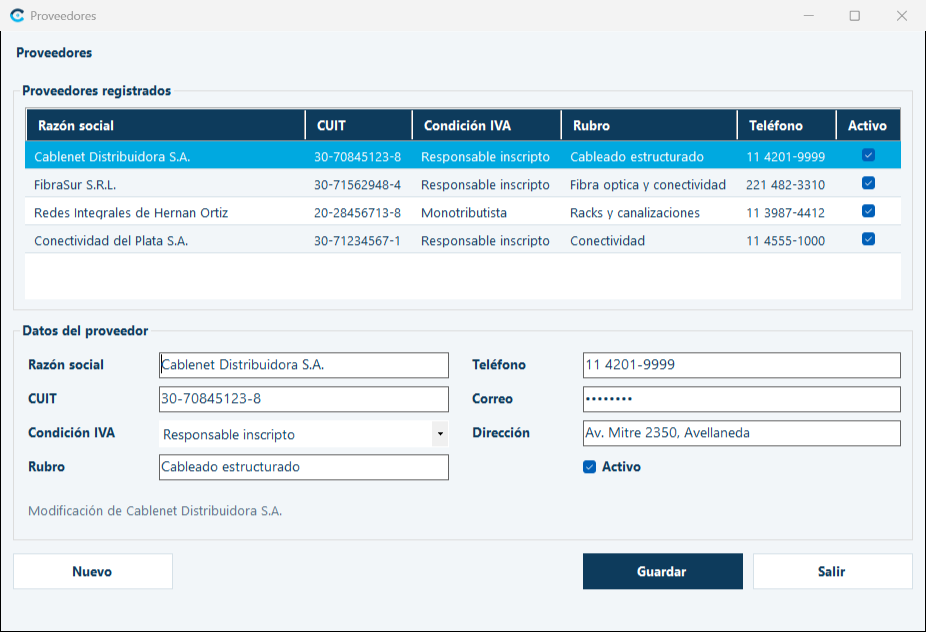 Proveedores
Proveedores
Proveedores registrados
Razón social CUIT Condición IVA Rubro Teléfono Activo
Cablenet Distribuidora S.A. 30-70845123-8 Responsable inscripto Cableado estructurado 11 4201-9999
FibraSur S.R.L. 30-71562948-4 Responsable inscripto Fibra optica y conectividad 221 482-3310
Redes Integrales de Hernan Ortiz 20-28456713-8 Monotributista Racks y canalizaciones 11 3987-4412
Conectividad del Plata S.A. 30-71234567-1 Responsable inscripto Conectividad 11 4555-1000
Datos del proveedor
Razón social Cablenet Distribuidora S.A. Teléfono 11 4201-9999
CUIT 30-70845123-8 Correo ••••••••
Condición IVA Responsable inscripto Dirección Av. Mitre 2350, Avellaneda
Rubro Cableado estructurado Activo
Modificación de Cablenet Distribuidora S.A.
Nuevo Guardar Salir